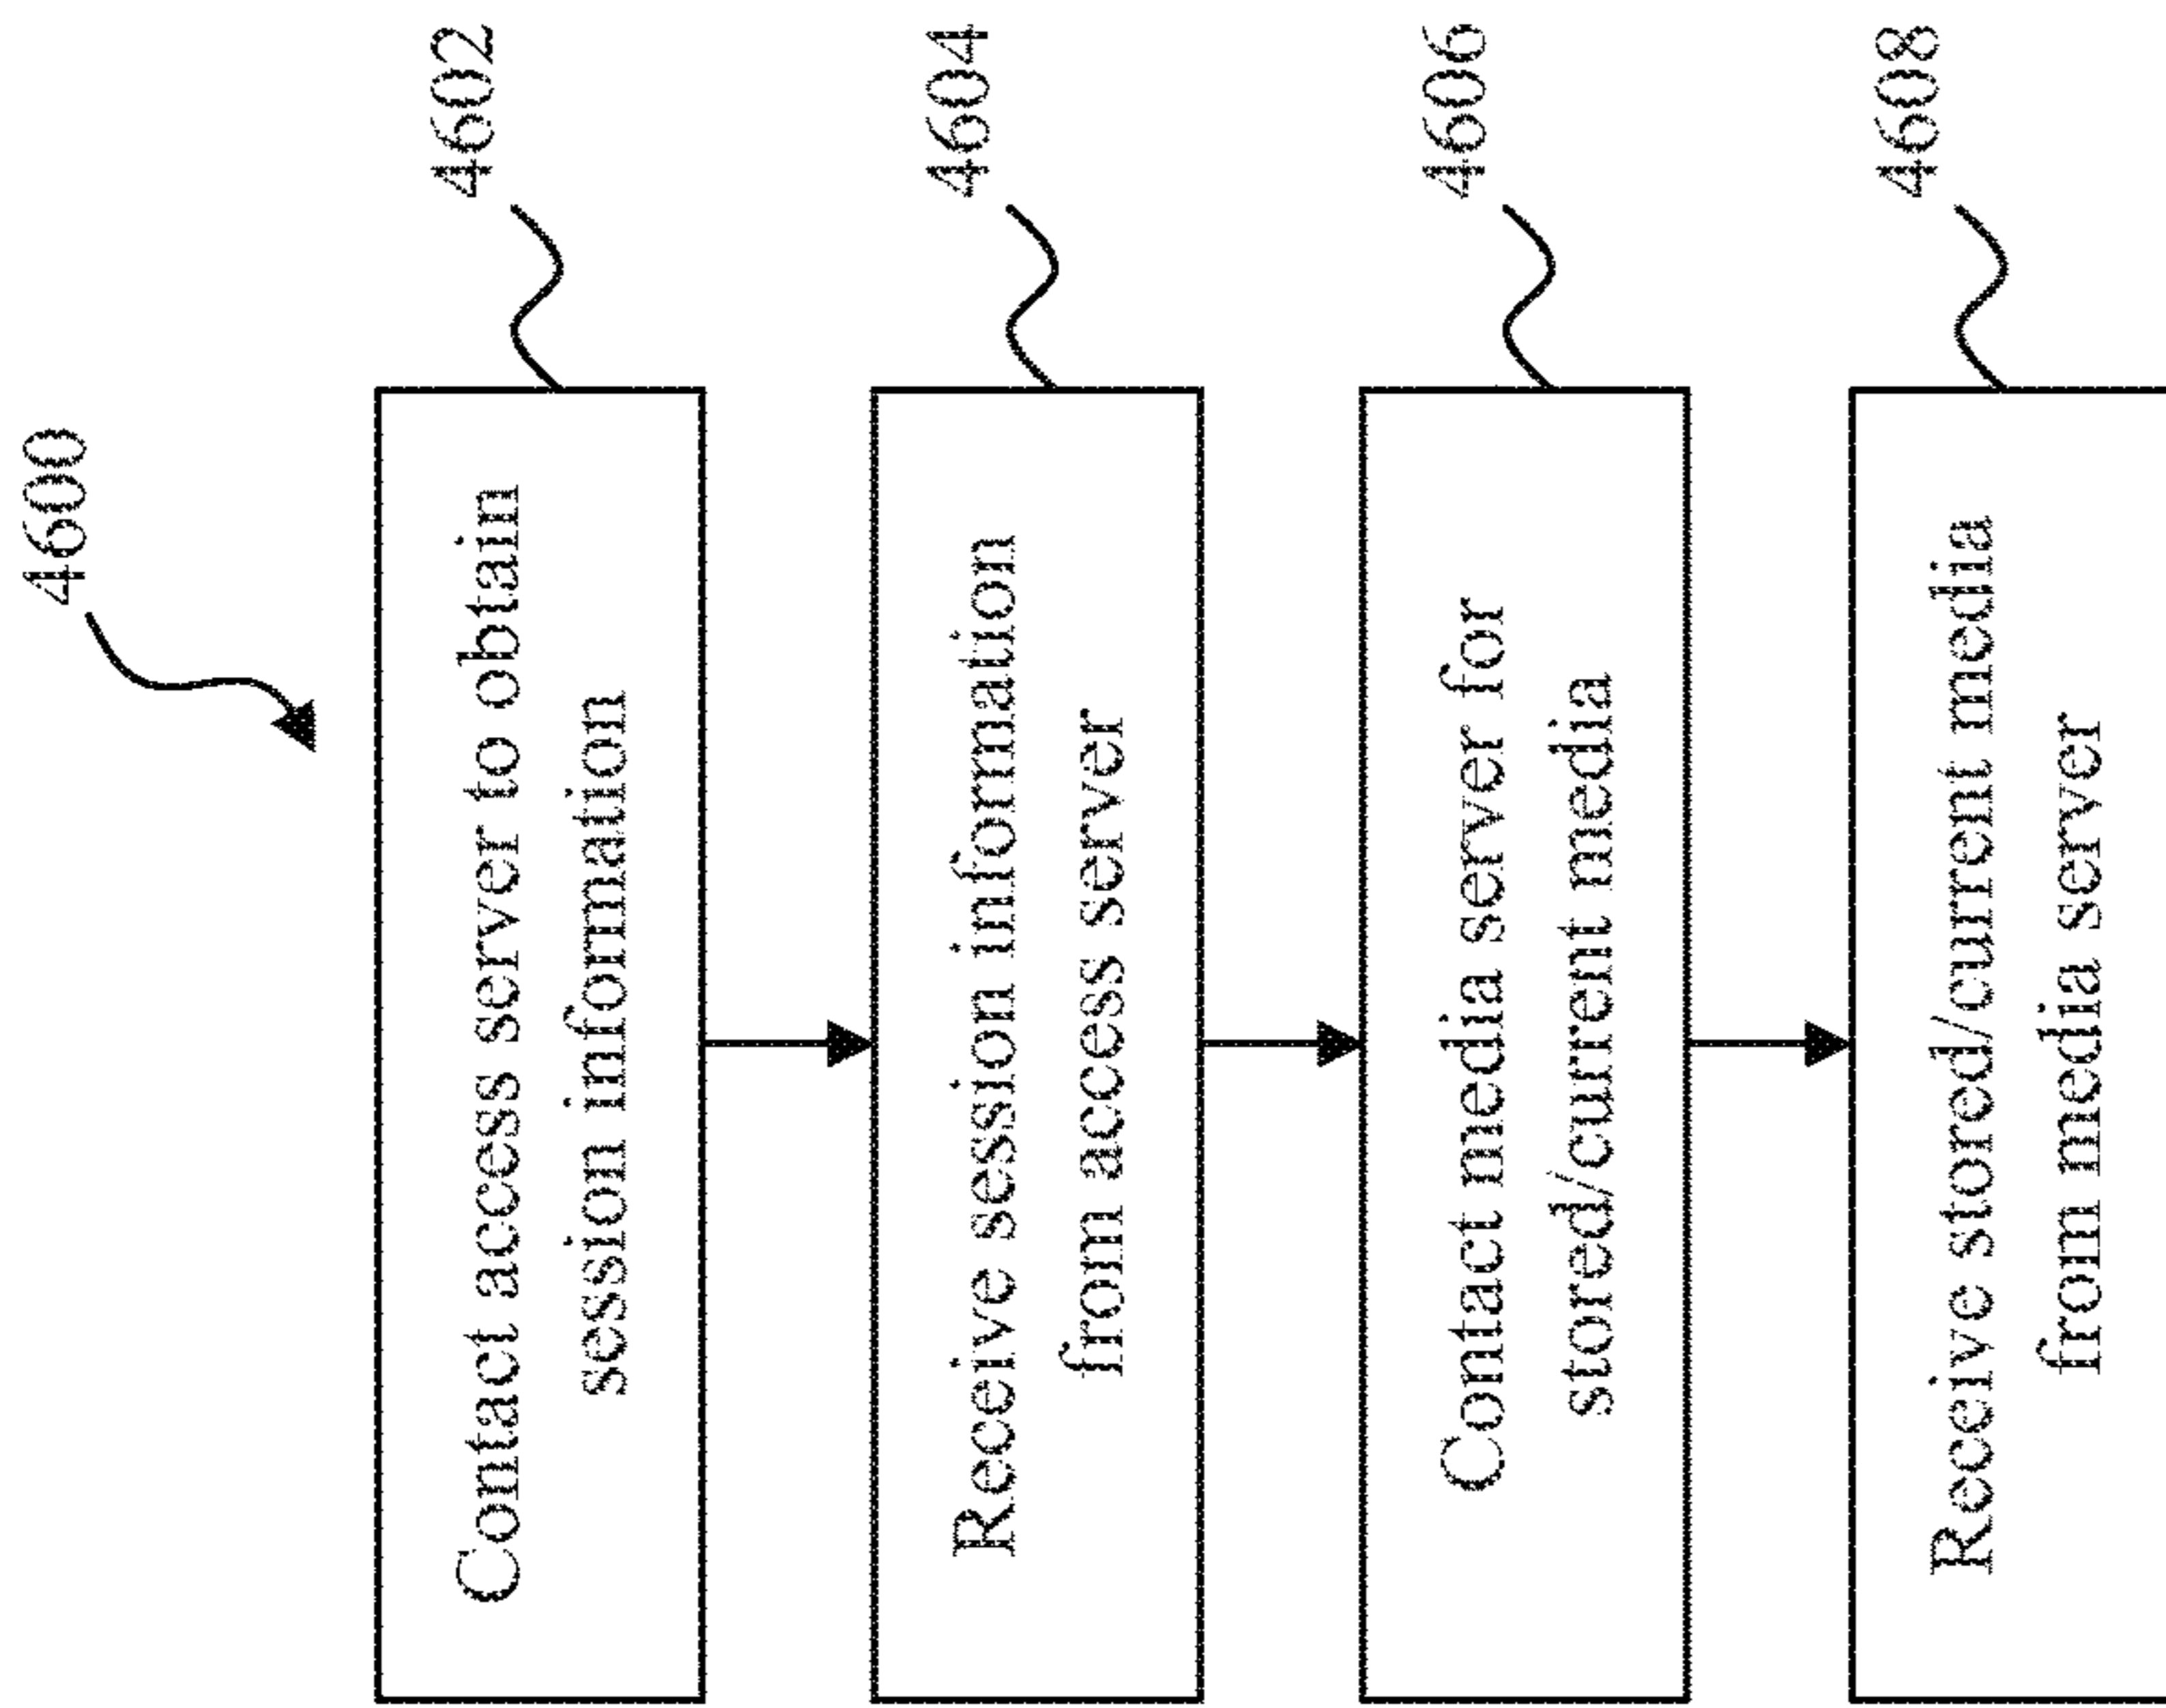 4600
Contact access server to obtain
session information
4602
Receive session information
from access server
4604
Contact media server for
stored/current media
4606
Receive stored/current media
from media server
4608